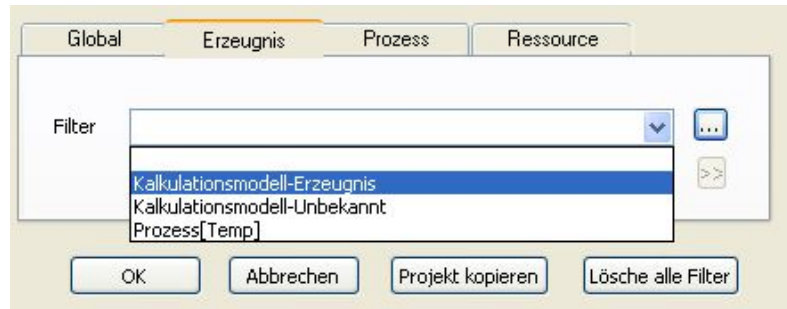 Global Erzeugnis Prozess Ressource
Filter ...
Kalkulationsmodell-Erzeugnis >>
Kalkulationsmodell-Unbekannt
Prozess[Temp]
OK Abbrechen Projekt kopieren Lösche alle Filter